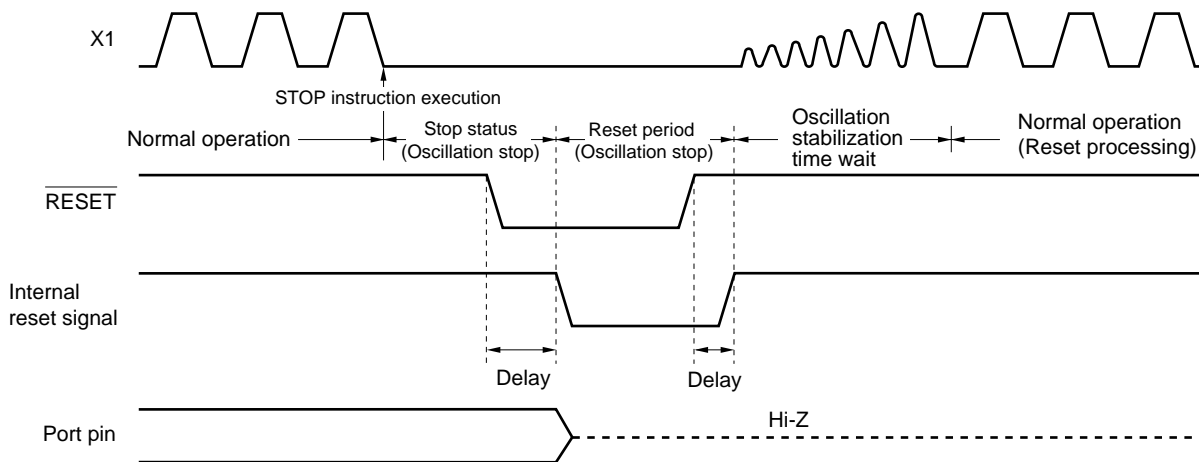 X1
STOP instruction execution
Normal operation
Stop status
(Oscillation stop)
Reset period
(Oscillation stop)
Oscillation
stabilization
time wait
Normal operation
(Reset processing)
RESET
Internal
reset signal
Delay
Delay
Port pin
Hi-Z